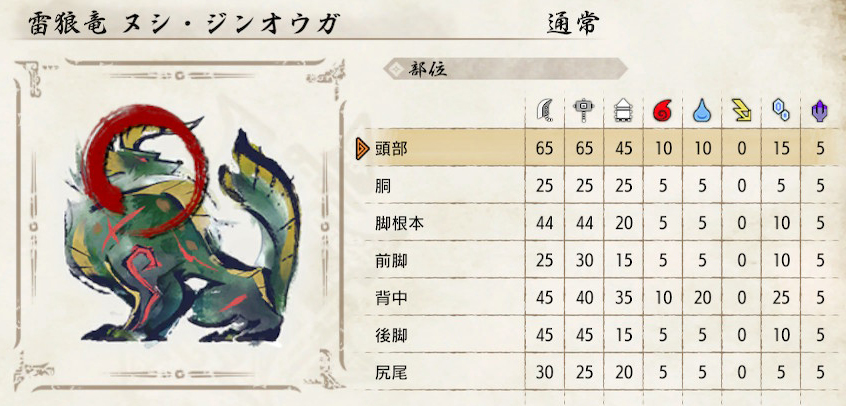 雷狼竜 ヌシ・ジンオウガ 通常
部位
頭部 65 65 45 10 10 0 15 5
胴 25 25 25 5 5 0 5 5
脚根本 44 44 20 5 5 0 10 5
前脚 25 30 15 5 5 0 10 5
背中 45 40 35 10 20 0 25 5
後脚 45 45 15 5 5 0 10 5
尻尾 30 25 20 5 5 0 5 5